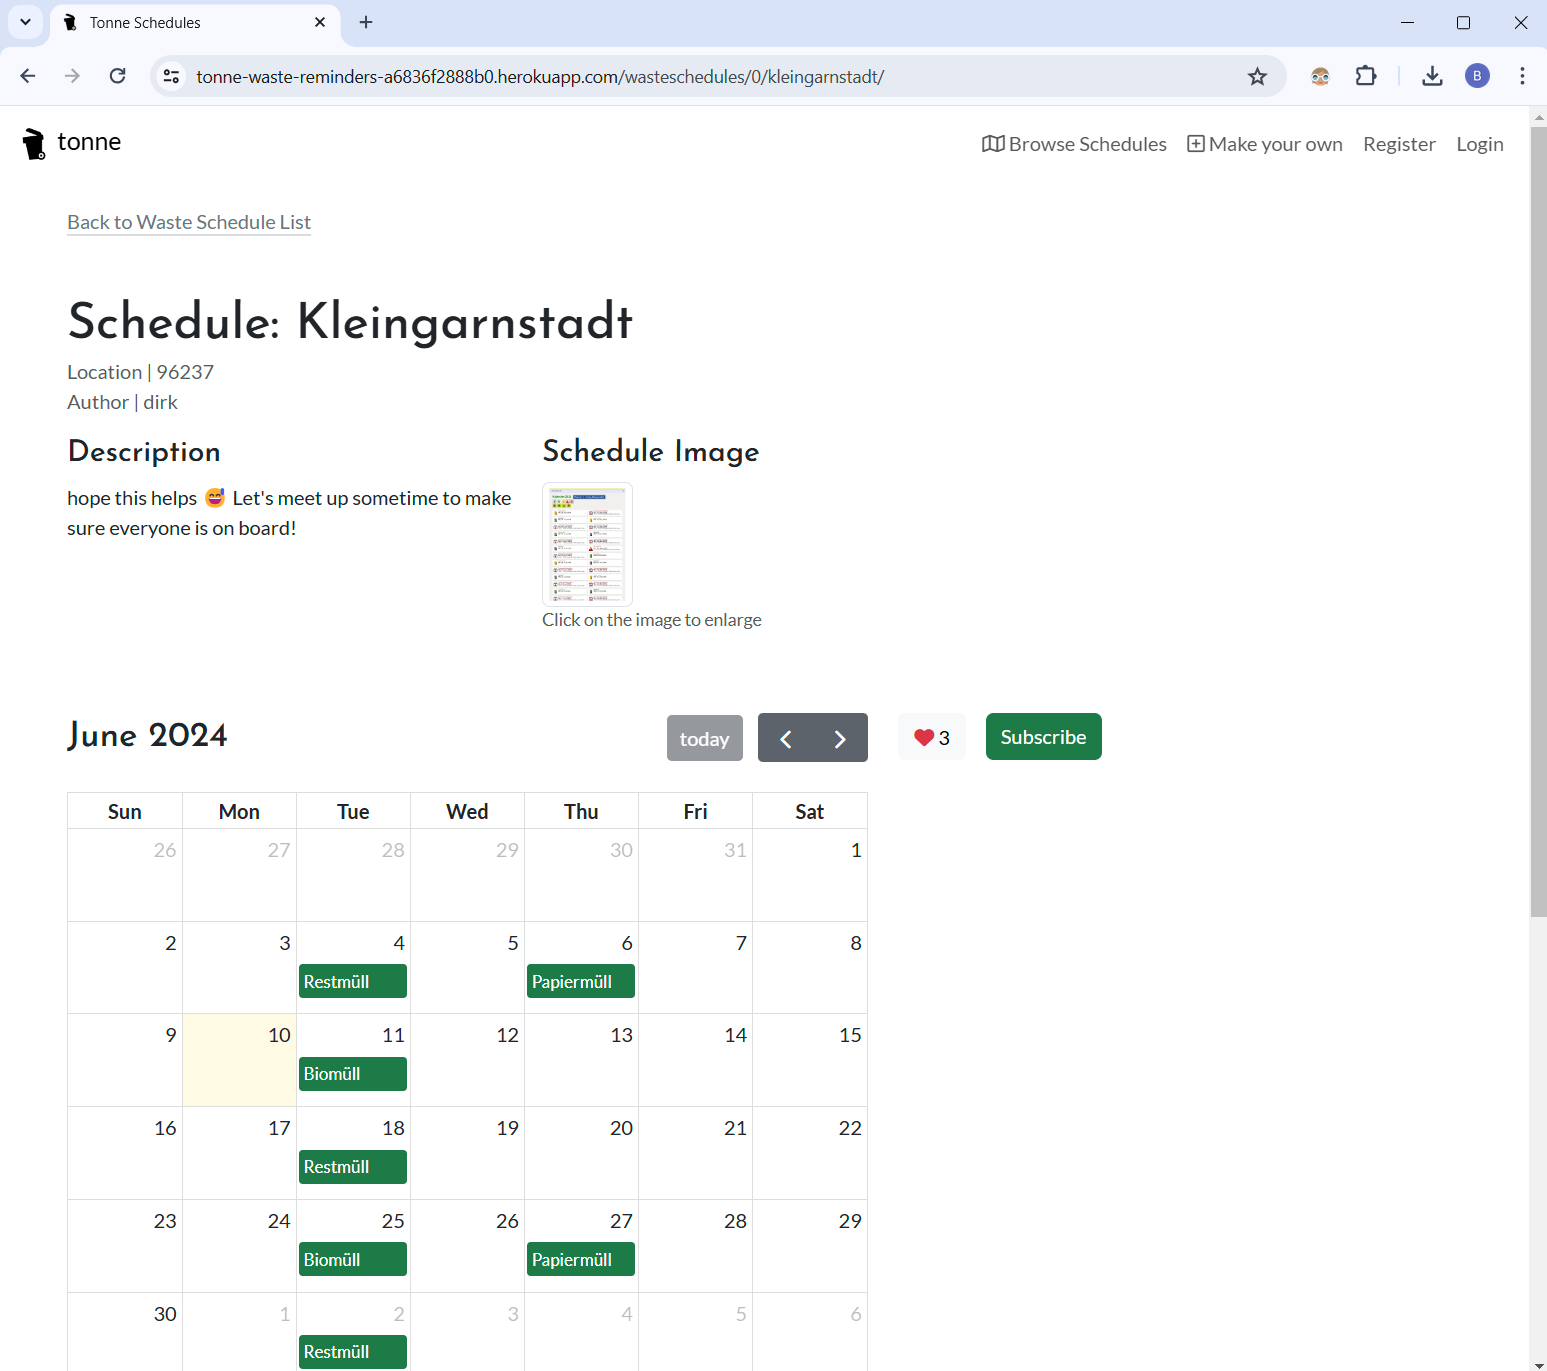 Tonne Schedules
tonne-waste-reminders-a6836f2888b0.herokuapp.com/wasteschedules/0/kleingarnstadt/
B
tonne
Browse Schedules
Make your own
Register
Login
Back to Waste Schedule List
Schedule: Kleingarnstadt
Location | 96237
Author | dirk
Description
hope this helps 😅 Let's meet up sometime to make
sure everyone is on board!
Schedule Image
Click on the image to enlarge
June 2024
today
3
Subscribe
Sun Mon Tue Wed Thu Fri Sat
26 27 28 29 30 31 1
2 3 4 5 6 7 8
Restmüll Papiermüll
9 10 11 12 13 14 15
Biomüll
16 17 18 19 20 21 22
Restmüll
23 24 25 26 27 28 29
Biomüll Papiermüll
30 1 2 3 4 5 6
Restmüll